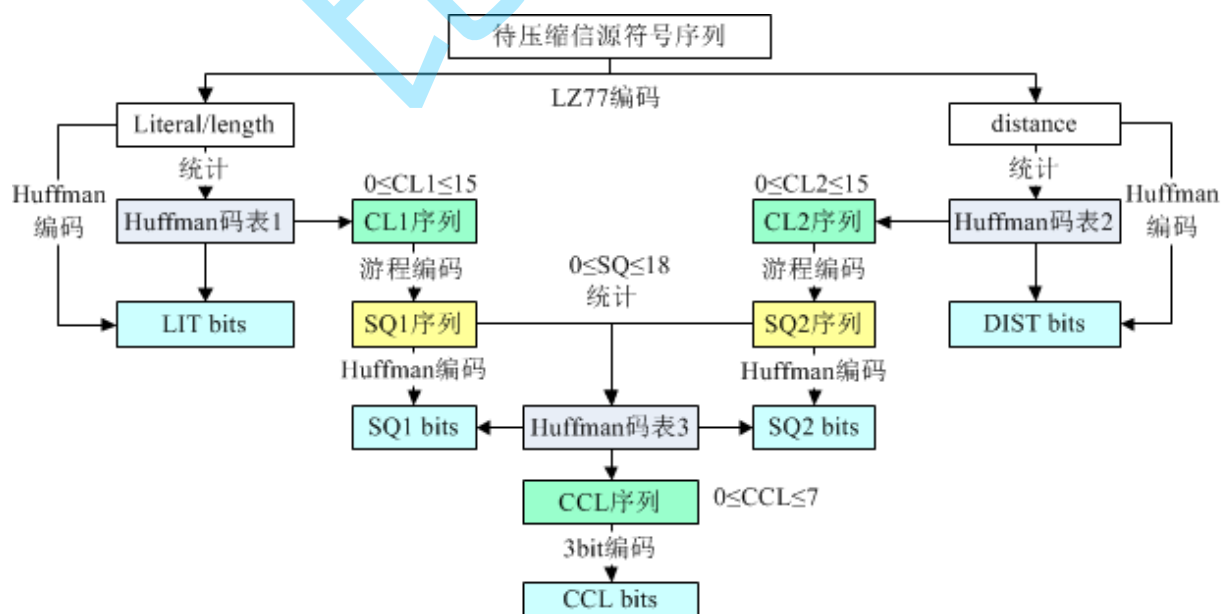 待压缩信源符号序列
LZ77编码
Literal/length
distance
统计
统计
Huffman
编码
0≤CL1≤15
0≤CL2≤15
Huffman
编码
Huffman码表1
CL1序列
CL2序列
Huffman码表2
游程编码
0≤SQ≤18
统计
游程编码
LIT bits
SQ1序列
SQ2序列
DIST bits
Huffman编码
Huffman编码
SQ1 bits
Huffman码表3
SQ2 bits
CCL序列
0≤CCL≤7
3bit编码
CCL bits